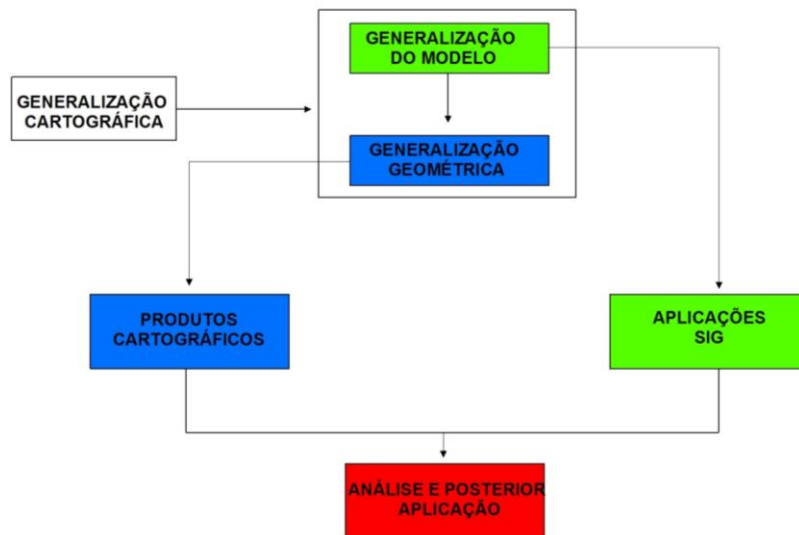 GENERALIZAÇÃO
DO MODELO
GENERALIZAÇÃO
CARTOGRÁFICA
GENERALIZAÇÃO
GEOMÉTRICA
PRODUTOS
CARTOGRÁFICOS
APLICAÇÕES
SIG
ANÁLISE E POSTERIOR
APLICAÇÃO